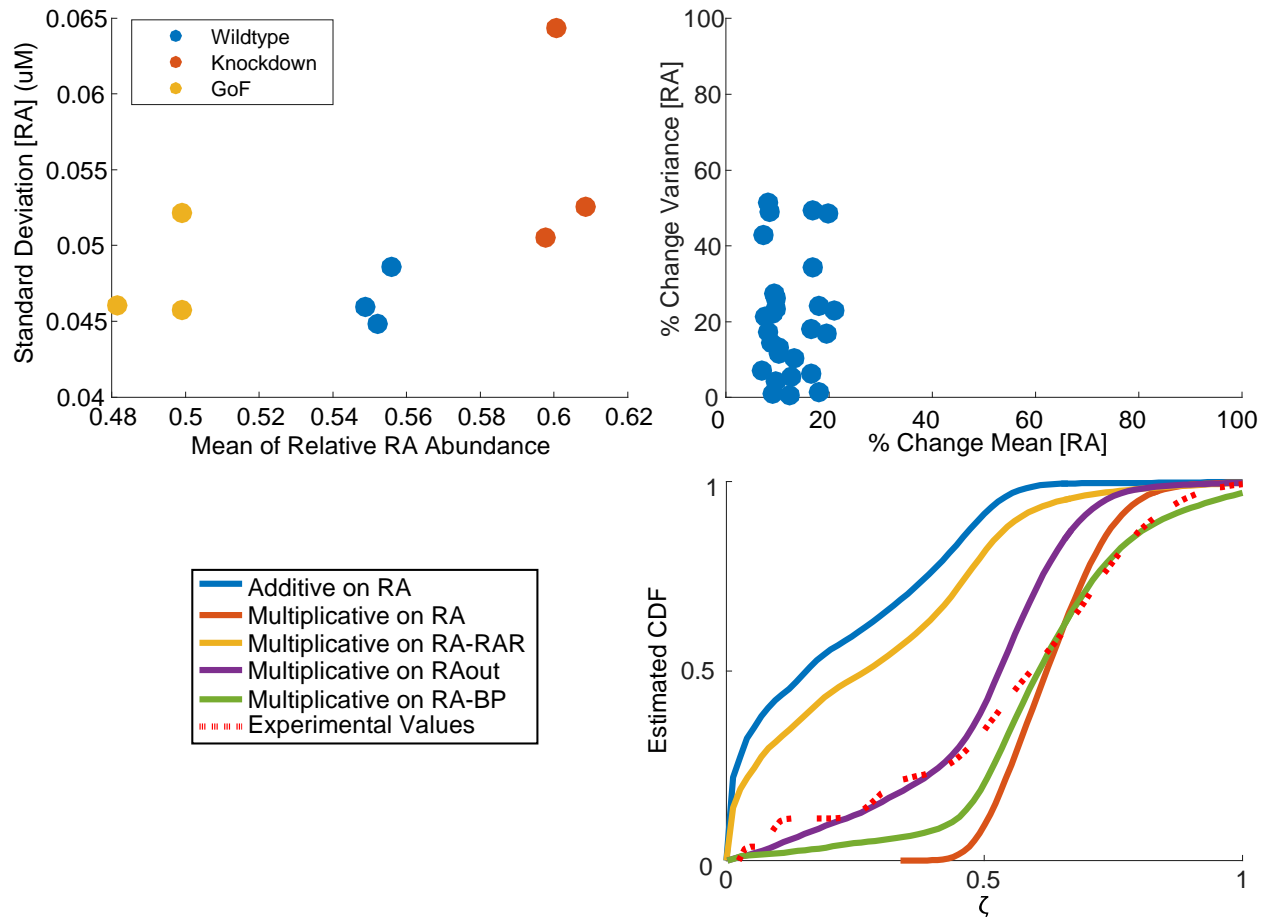 Standard Deviation [RA] (uM)
0.065
0.06
0.055
0.05
0.045
0.04
Wildtype
Knockdown
GoF
0.48
0.5
0.52
0.54
0.56
0.58
0.6
0.62
Mean of Relative RA Abundance
% Change Variance [RA]
100
80
60
40
20
0
0
20
40
60
80
100
% Change Mean [RA]
Additive on RA
Multiplicative on RA
Multiplicative on RA-RAR
Multiplicative on RAout
Multiplicative on RA-BP
Experimental Values
Estimated CDF
1
0.5
0
0
0.5
1
ζ